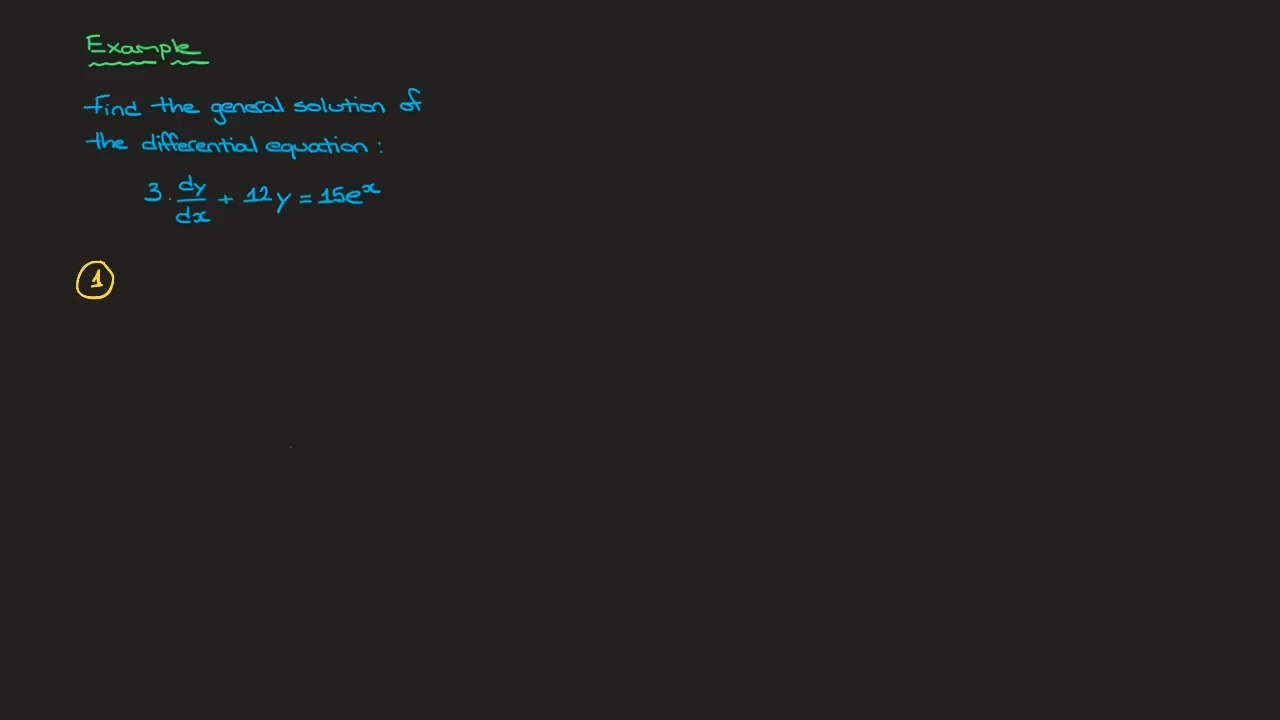 Example
Find the general solution of
the differential equation :
3. dy/dx + 12y = 15e^x
1